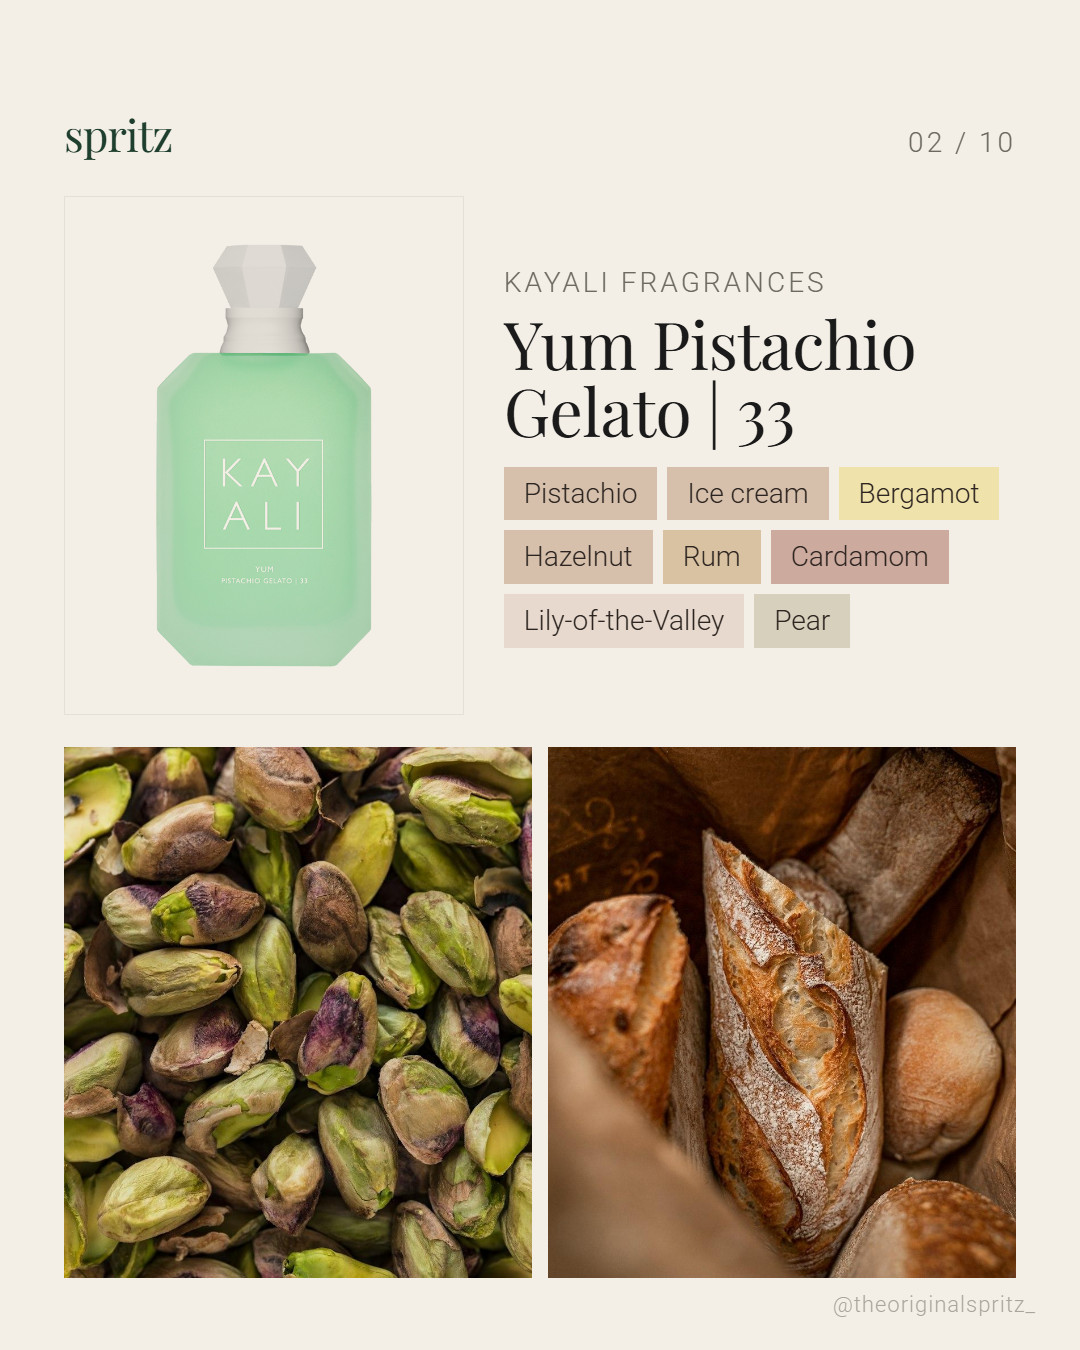 spritz
02 / 10
KAYALI FRAGRANCES
Yum Pistachio
Gelato | 33
Pistachio
Ice cream
Bergamot
Hazelnut
Rum
Cardamom
Lily-of-the-Valley
Pear
KAY
ALI
YUM
PISTACHIO GELATO | 33
@theoriginalspritz_